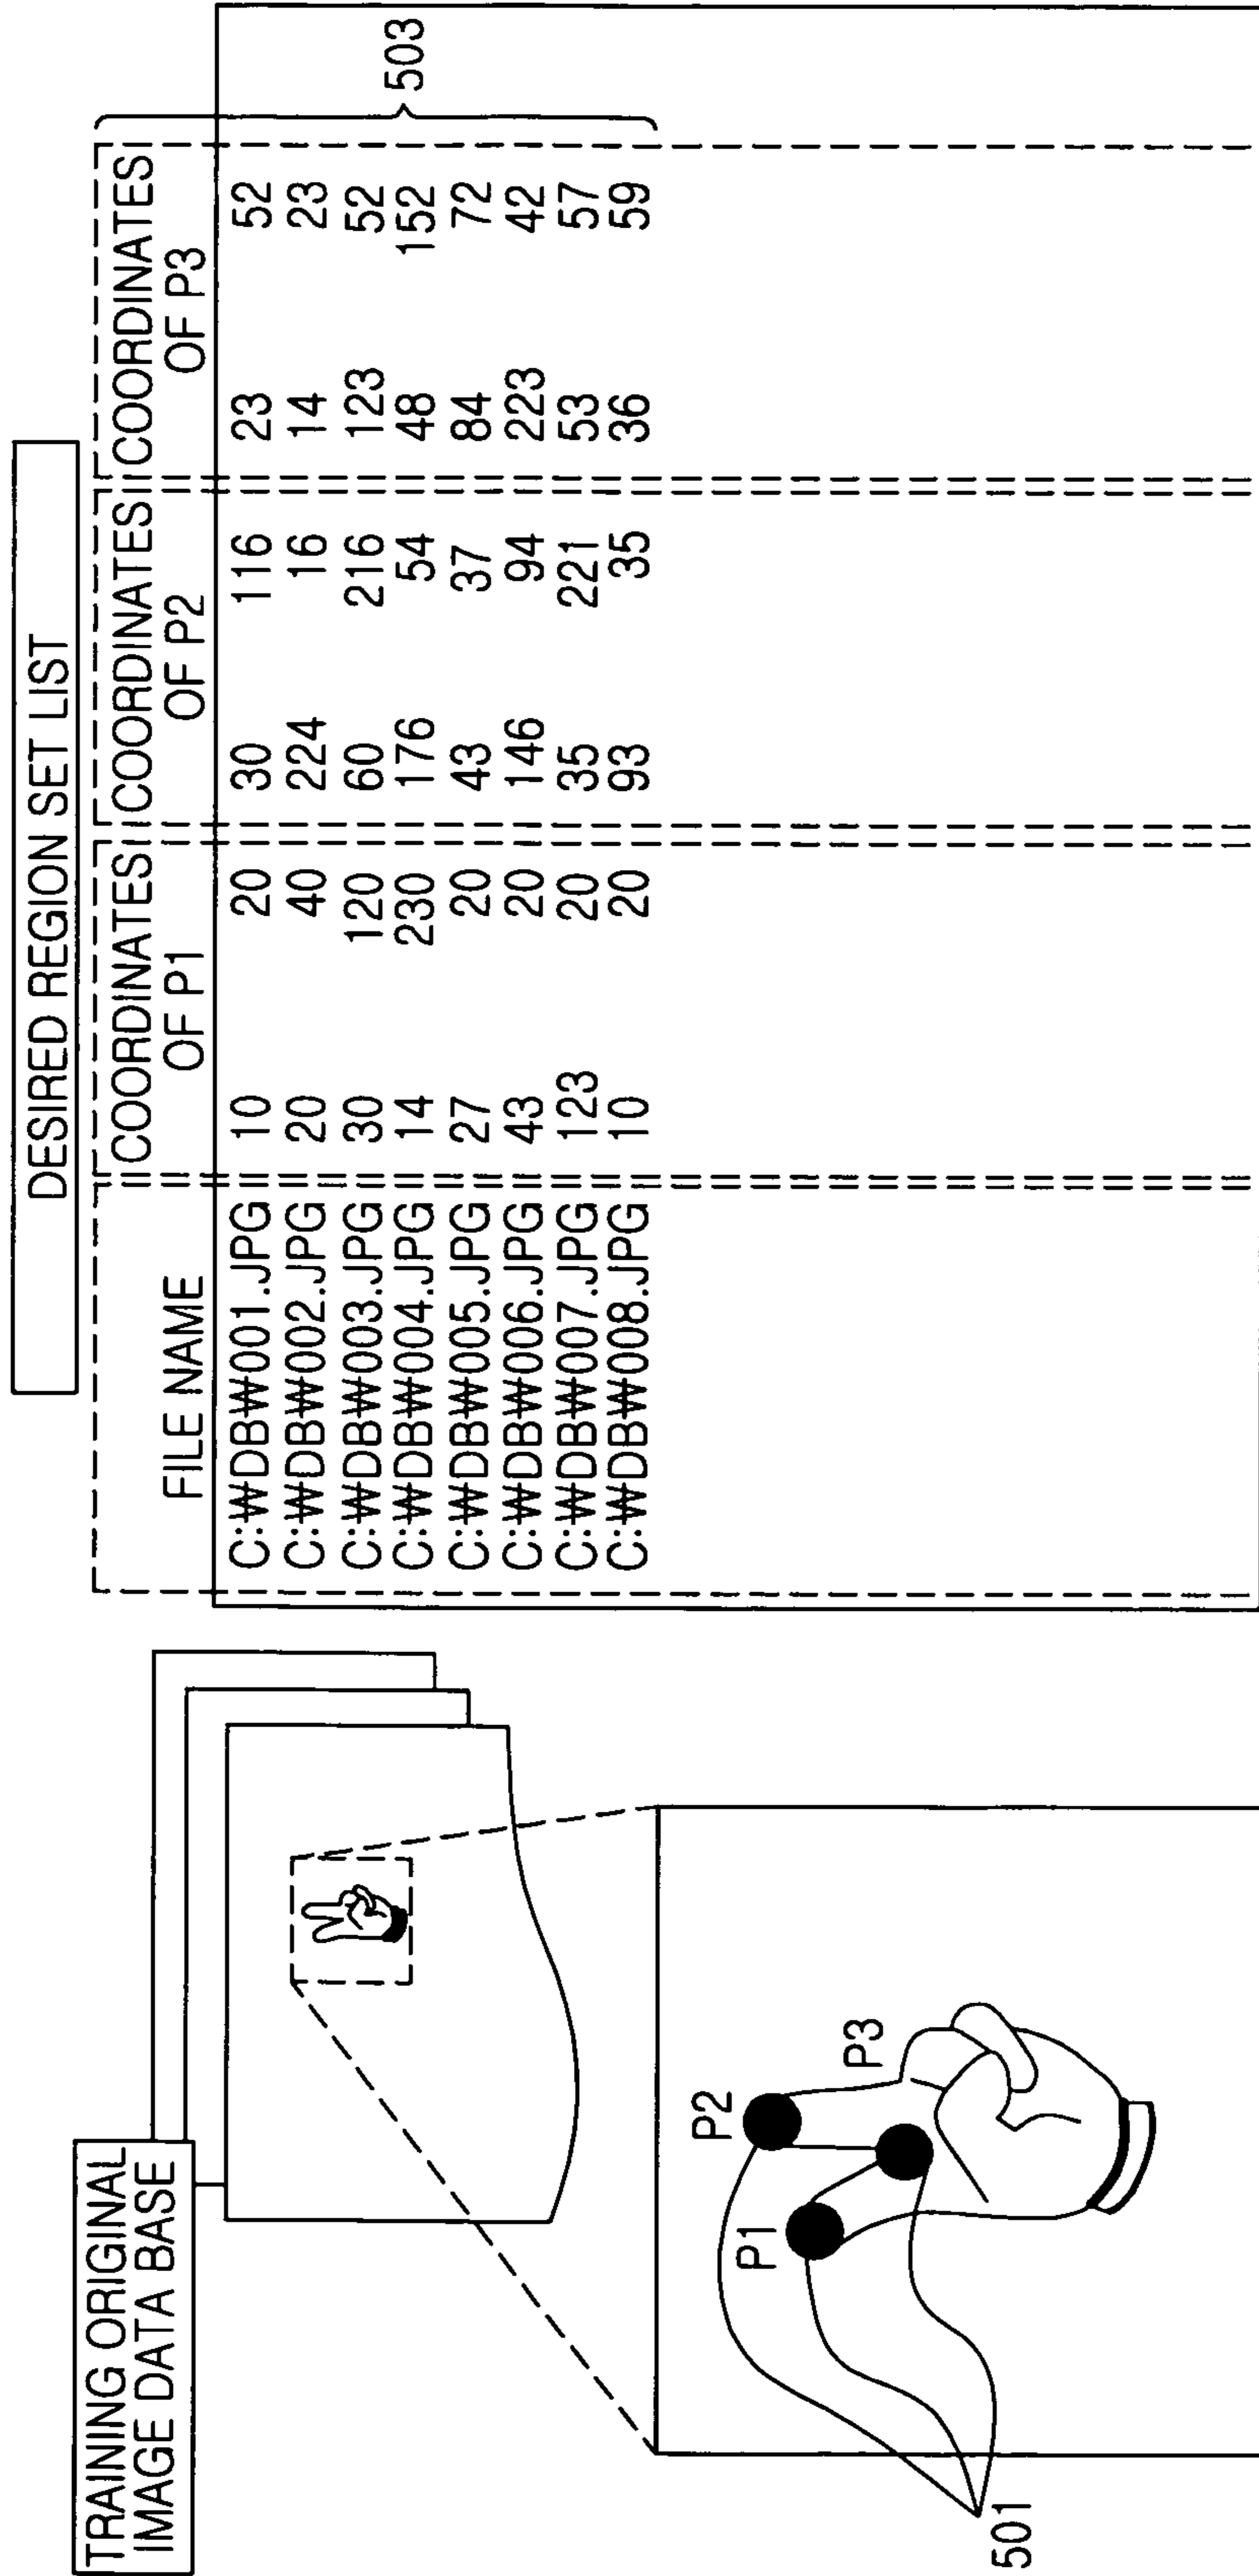 TRAINING ORIGINAL
IMAGE DATA BASE
P1
P2
P3
501
DESIRED REGION SET LIST
FILE NAME
COORDINATES
OF P1
COORDINATES
OF P2
COORDINATES
OF P3
C:₩DB₩001.JPG 10 20 30 116 23 52
C:₩DB₩002.JPG 20 40 224 16 14 23
C:₩DB₩003.JPG 30 120 60 216 123 52
C:₩DB₩004.JPG 14 230 176 54 48 152
C:₩DB₩005.JPG 27 20 43 37 84 72
C:₩DB₩006.JPG 43 20 146 94 223 42
C:₩DB₩007.JPG 123 20 35 221 53 57
C:₩DB₩008.JPG 10 20 93 35 36 59
503